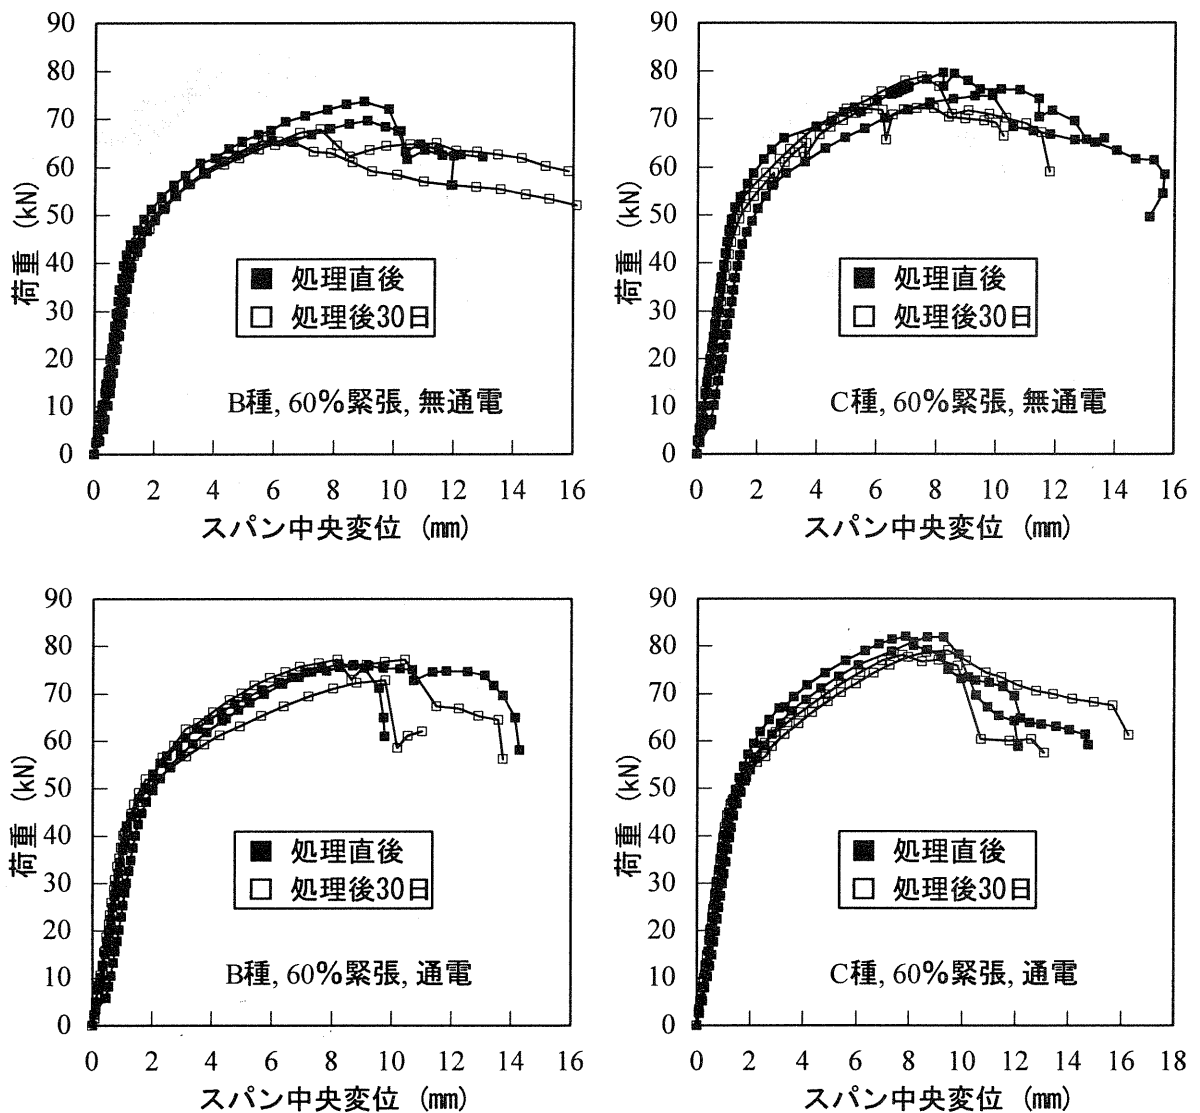 90
80
70
60
50
40
30
20
10
0
荷重 (kN)
■ 処理直後
□ 処理後30日
B種, 60%緊張, 無通電
0 2 4 6 8 10 12 14 16
スパン中央変位 (mm)
90
80
70
60
50
40
30
20
10
0
荷重 (kN)
■ 処理直後
□ 処理後30日
C種, 60%緊張, 無通電
0 2 4 6 8 10 12 14 16
スパン中央変位 (mm)
90
80
70
60
50
40
30
20
10
0
荷重 (kN)
■ 処理直後
□ 処理後30日
B種, 60%緊張, 通電
0 2 4 6 8 10 12 14 16
スパン中央変位 (mm)
90
80
70
60
50
40
30
20
10
0
荷重 (kN)
■ 処理直後
□ 処理後30日
C種, 60%緊張, 通電
0 2 4 6 8 10 12 14 16 18
スパン中央変位 (mm)